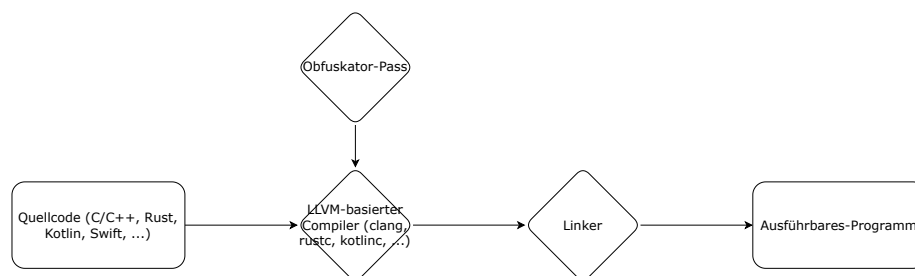 Obfuskator-Pass
Quellcode (C/C++, Rust,
Kotlin, Swift, ...)
LLVM-basierter
Compiler (clang,
rustc, kotlinc, ...)
Linker
Ausführbares-Programm